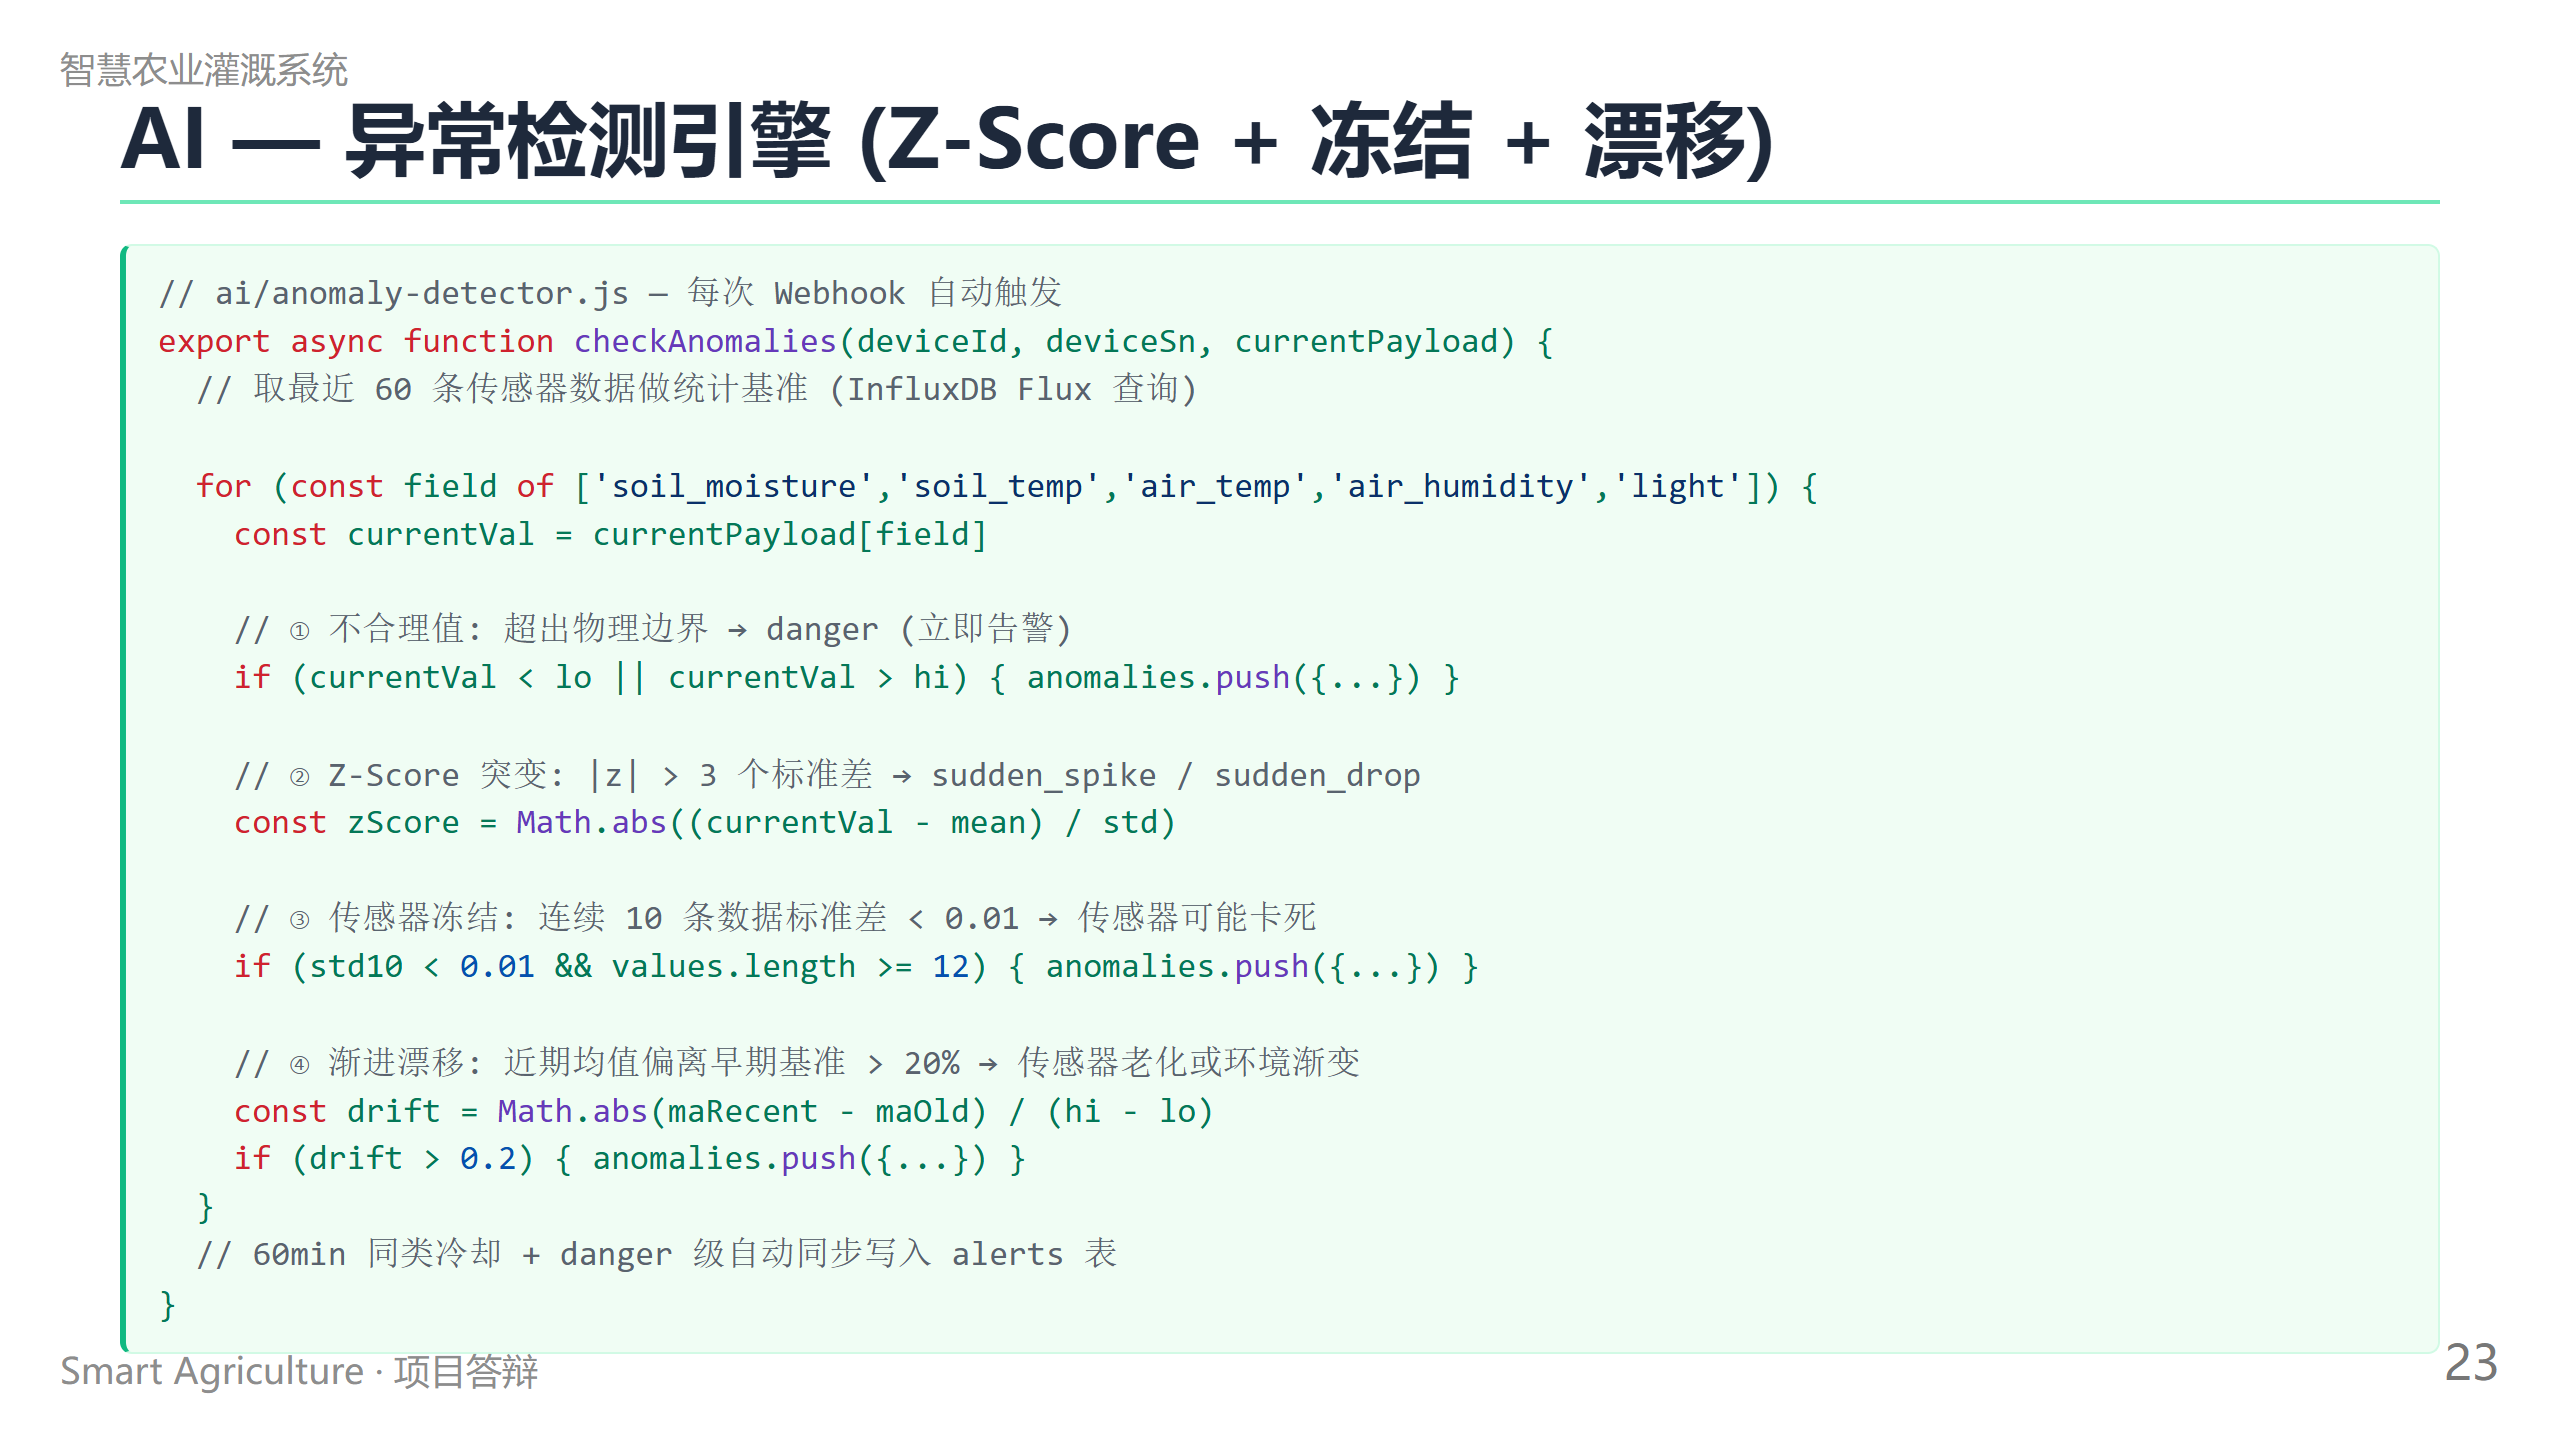 智慧农业灌溉系统
AI — 异常检测引擎 (Z-Score + 冻结 + 漂移)
// ai/anomaly-detector.js — 每次 Webhook 自动触发
export async function checkAnomalies(deviceId, deviceSn, currentPayload) {
  // 取最近 60 条传感器数据做统计基准 (InfluxDB Flux 查询)
  for (const field of ['soil_moisture','soil_temp','air_temp','air_humidity','light']) {
    const currentVal = currentPayload[field]
    // ① 不合理值: 超出物理边界 → danger (立即告警)
    if (currentVal < lo || currentVal > hi) { anomalies.push({...}) }
    // ② Z-Score 突变: |z| > 3 个标准差 → sudden_spike / sudden_drop
    const zScore = Math.abs((currentVal - mean) / std)
    // ③ 传感器冻结: 连续 10 条数据标准差 < 0.01 → 传感器可能卡死
    if (std10 < 0.01 && values.length >= 12) { anomalies.push({...}) }
    // ④ 渐进漂移: 近期均值偏离早期基准 > 20% → 传感器老化或环境渐变
    const drift = Math.abs(maRecent - maOld) / (hi - lo)
    if (drift > 0.2) { anomalies.push({...}) }
  }
  // 60min 同类冷却 + danger 级自动同步写入 alerts 表
}
Smart Agriculture · 项目答辩
23